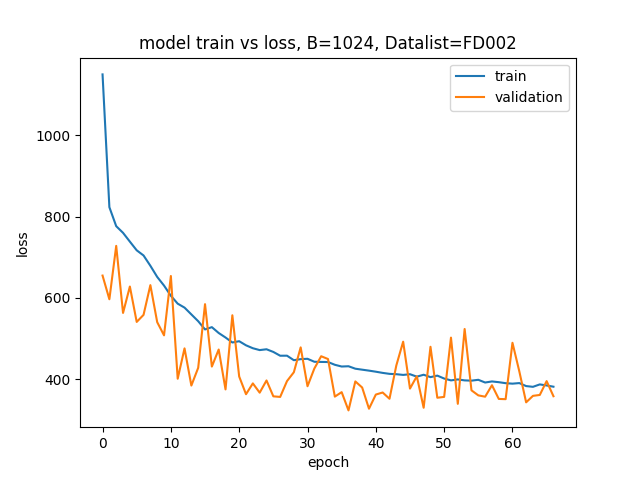 model train vs loss, B=1024, Datalist=FD002
train
validation
1000
800
600
400
loss
0 10 20 30 40 50 60
epoch